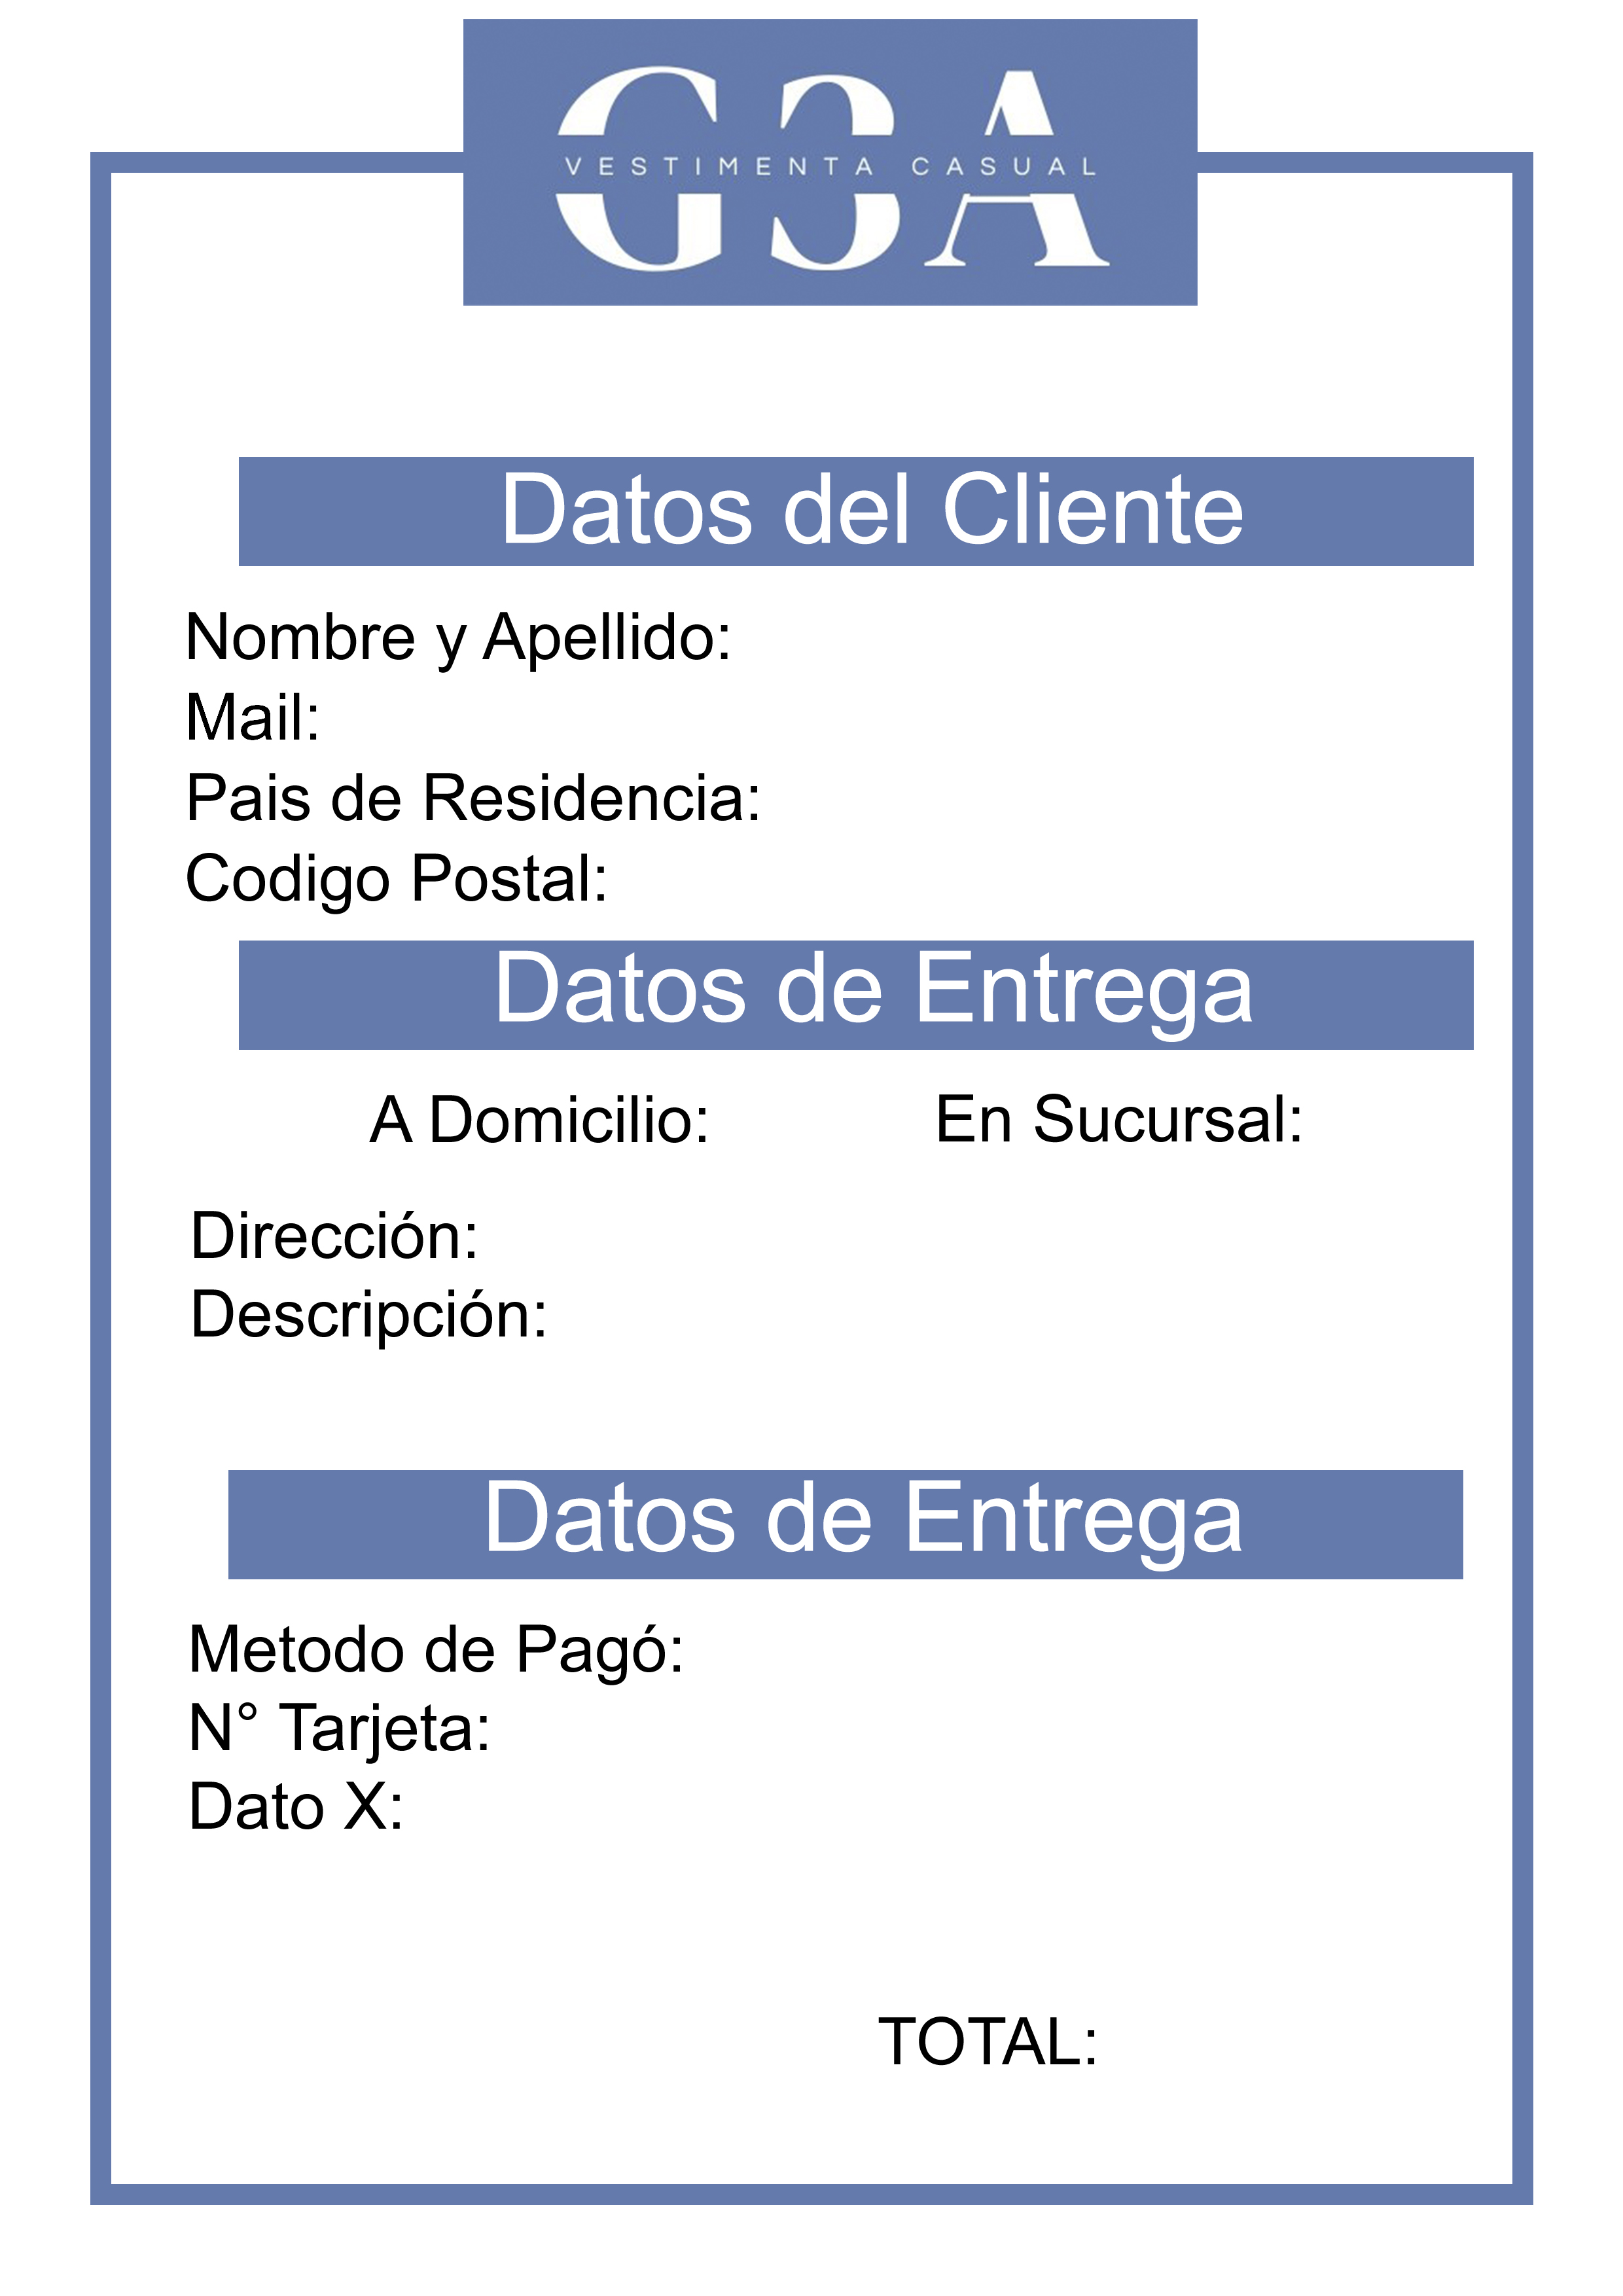 G3A
VESTIMENTA CASUAL
Datos del Cliente
Nombre y Apellido:
Mail:
Pais de Residencia:
Codigo Postal:
Datos de Entrega
A Domicilio: En Sucursal:
Dirección:
Descripción:
Datos de Entrega
Metodo de Pagó:
N° Tarjeta:
Dato X:
TOTAL: